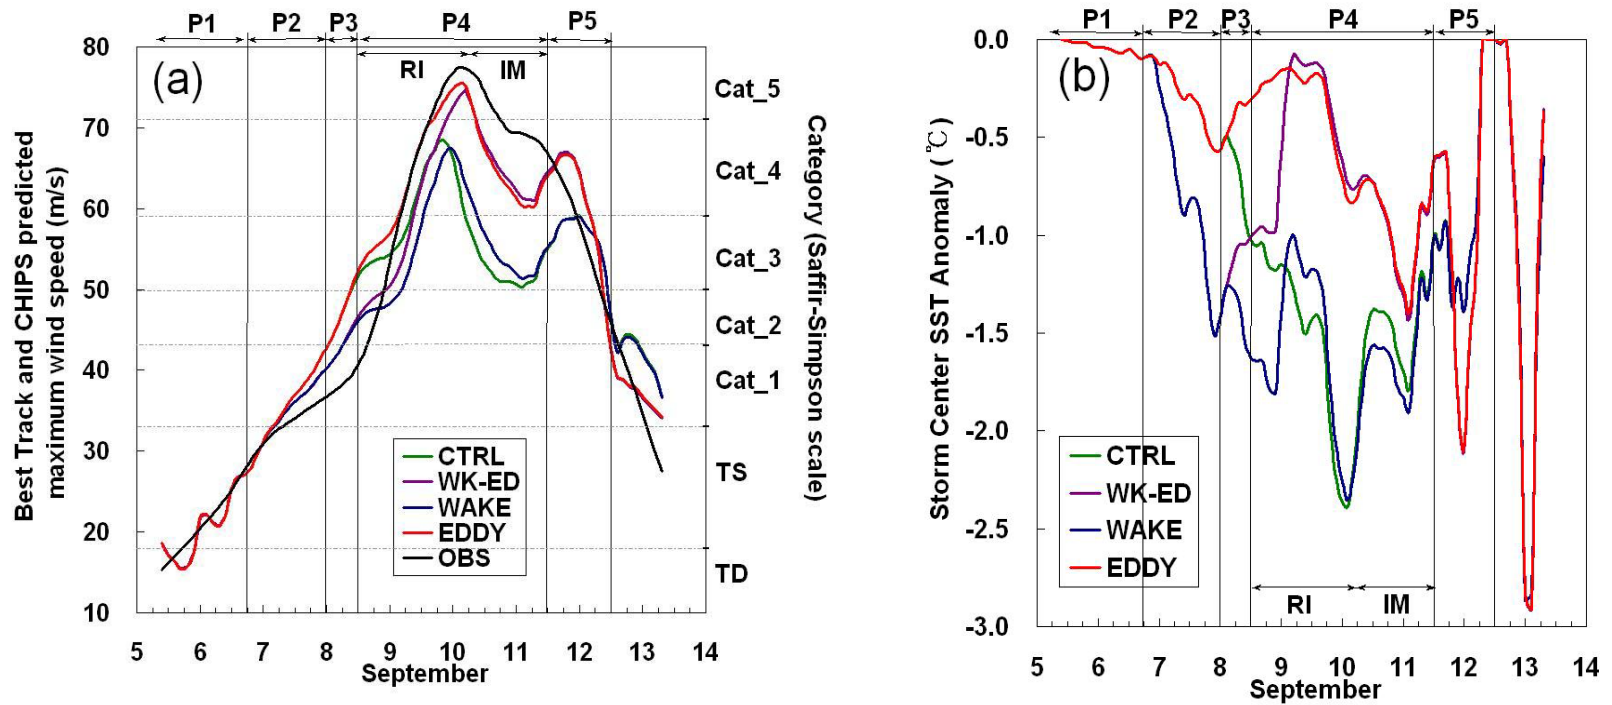 P1 P2 P3 P4 P5
80
70
60
50
40
30
20
10
(a)
RI IM
Cat_5
Cat_4
Cat_3
Cat_2
Cat_1
TS
TD
CTRL
WK-ED
WAKE
EDDY
OBS
5 6 7 8 9 10 11 12 13 14
September
Best Track and CHIPS predicted
maximum wind speed (m/s)
Category (Saffir-Simpson scale)
P1 P2 P3 P4 P5
0.0
-0.5
-1.0
-1.5
-2.0
-2.5
-3.0
(b)
CTRL
WK-ED
WAKE
EDDY
RI IM
5 6 7 8 9 10 11 12 13 14
September
Storm Center SST Anomaly (℃)